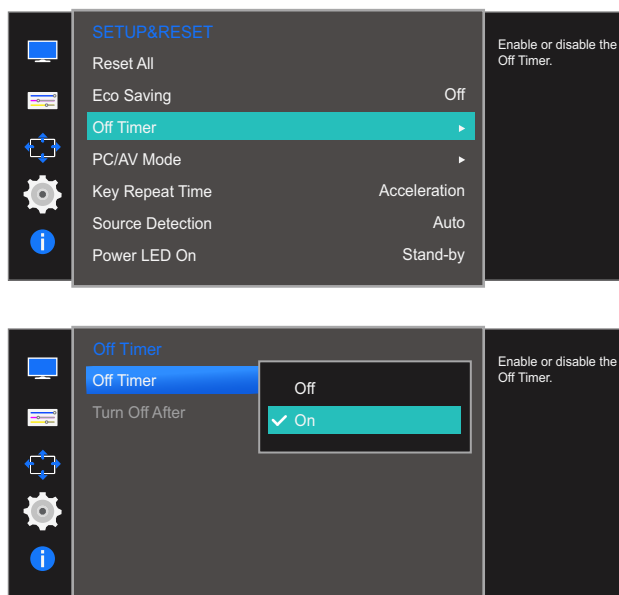 SETUP&RESET
Reset All
Eco Saving Off
Off Timer
PC/AV Mode
Key Repeat Time Acceleration
Source Detection Auto
Power LED On Stand-by
Enable or disable the
Off Timer.
Off Timer
Off Timer
Turn Off After
Off
On
Enable or disable the
Off Timer.